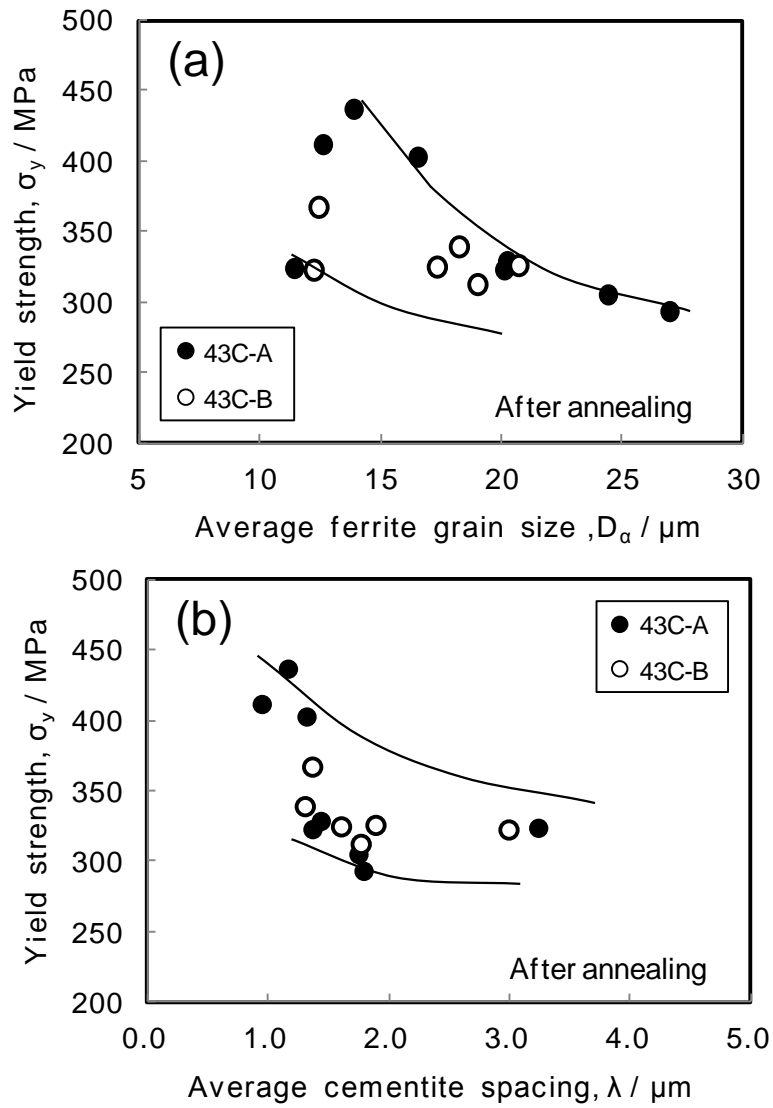 (a)
500
450
400
350
300
250
200
Yield strength, σy / MPa
43C-A
43C-B
After annealing
5 10 15 20 25 30
Average ferrite grain size ,Dα / µm
(b)
500
450
400
350
300
250
200
Yield strength, σy / MPa
43C-A
43C-B
After annealing
0.0 1.0 2.0 3.0 4.0 5.0
Average cementite spacing, λ / µm